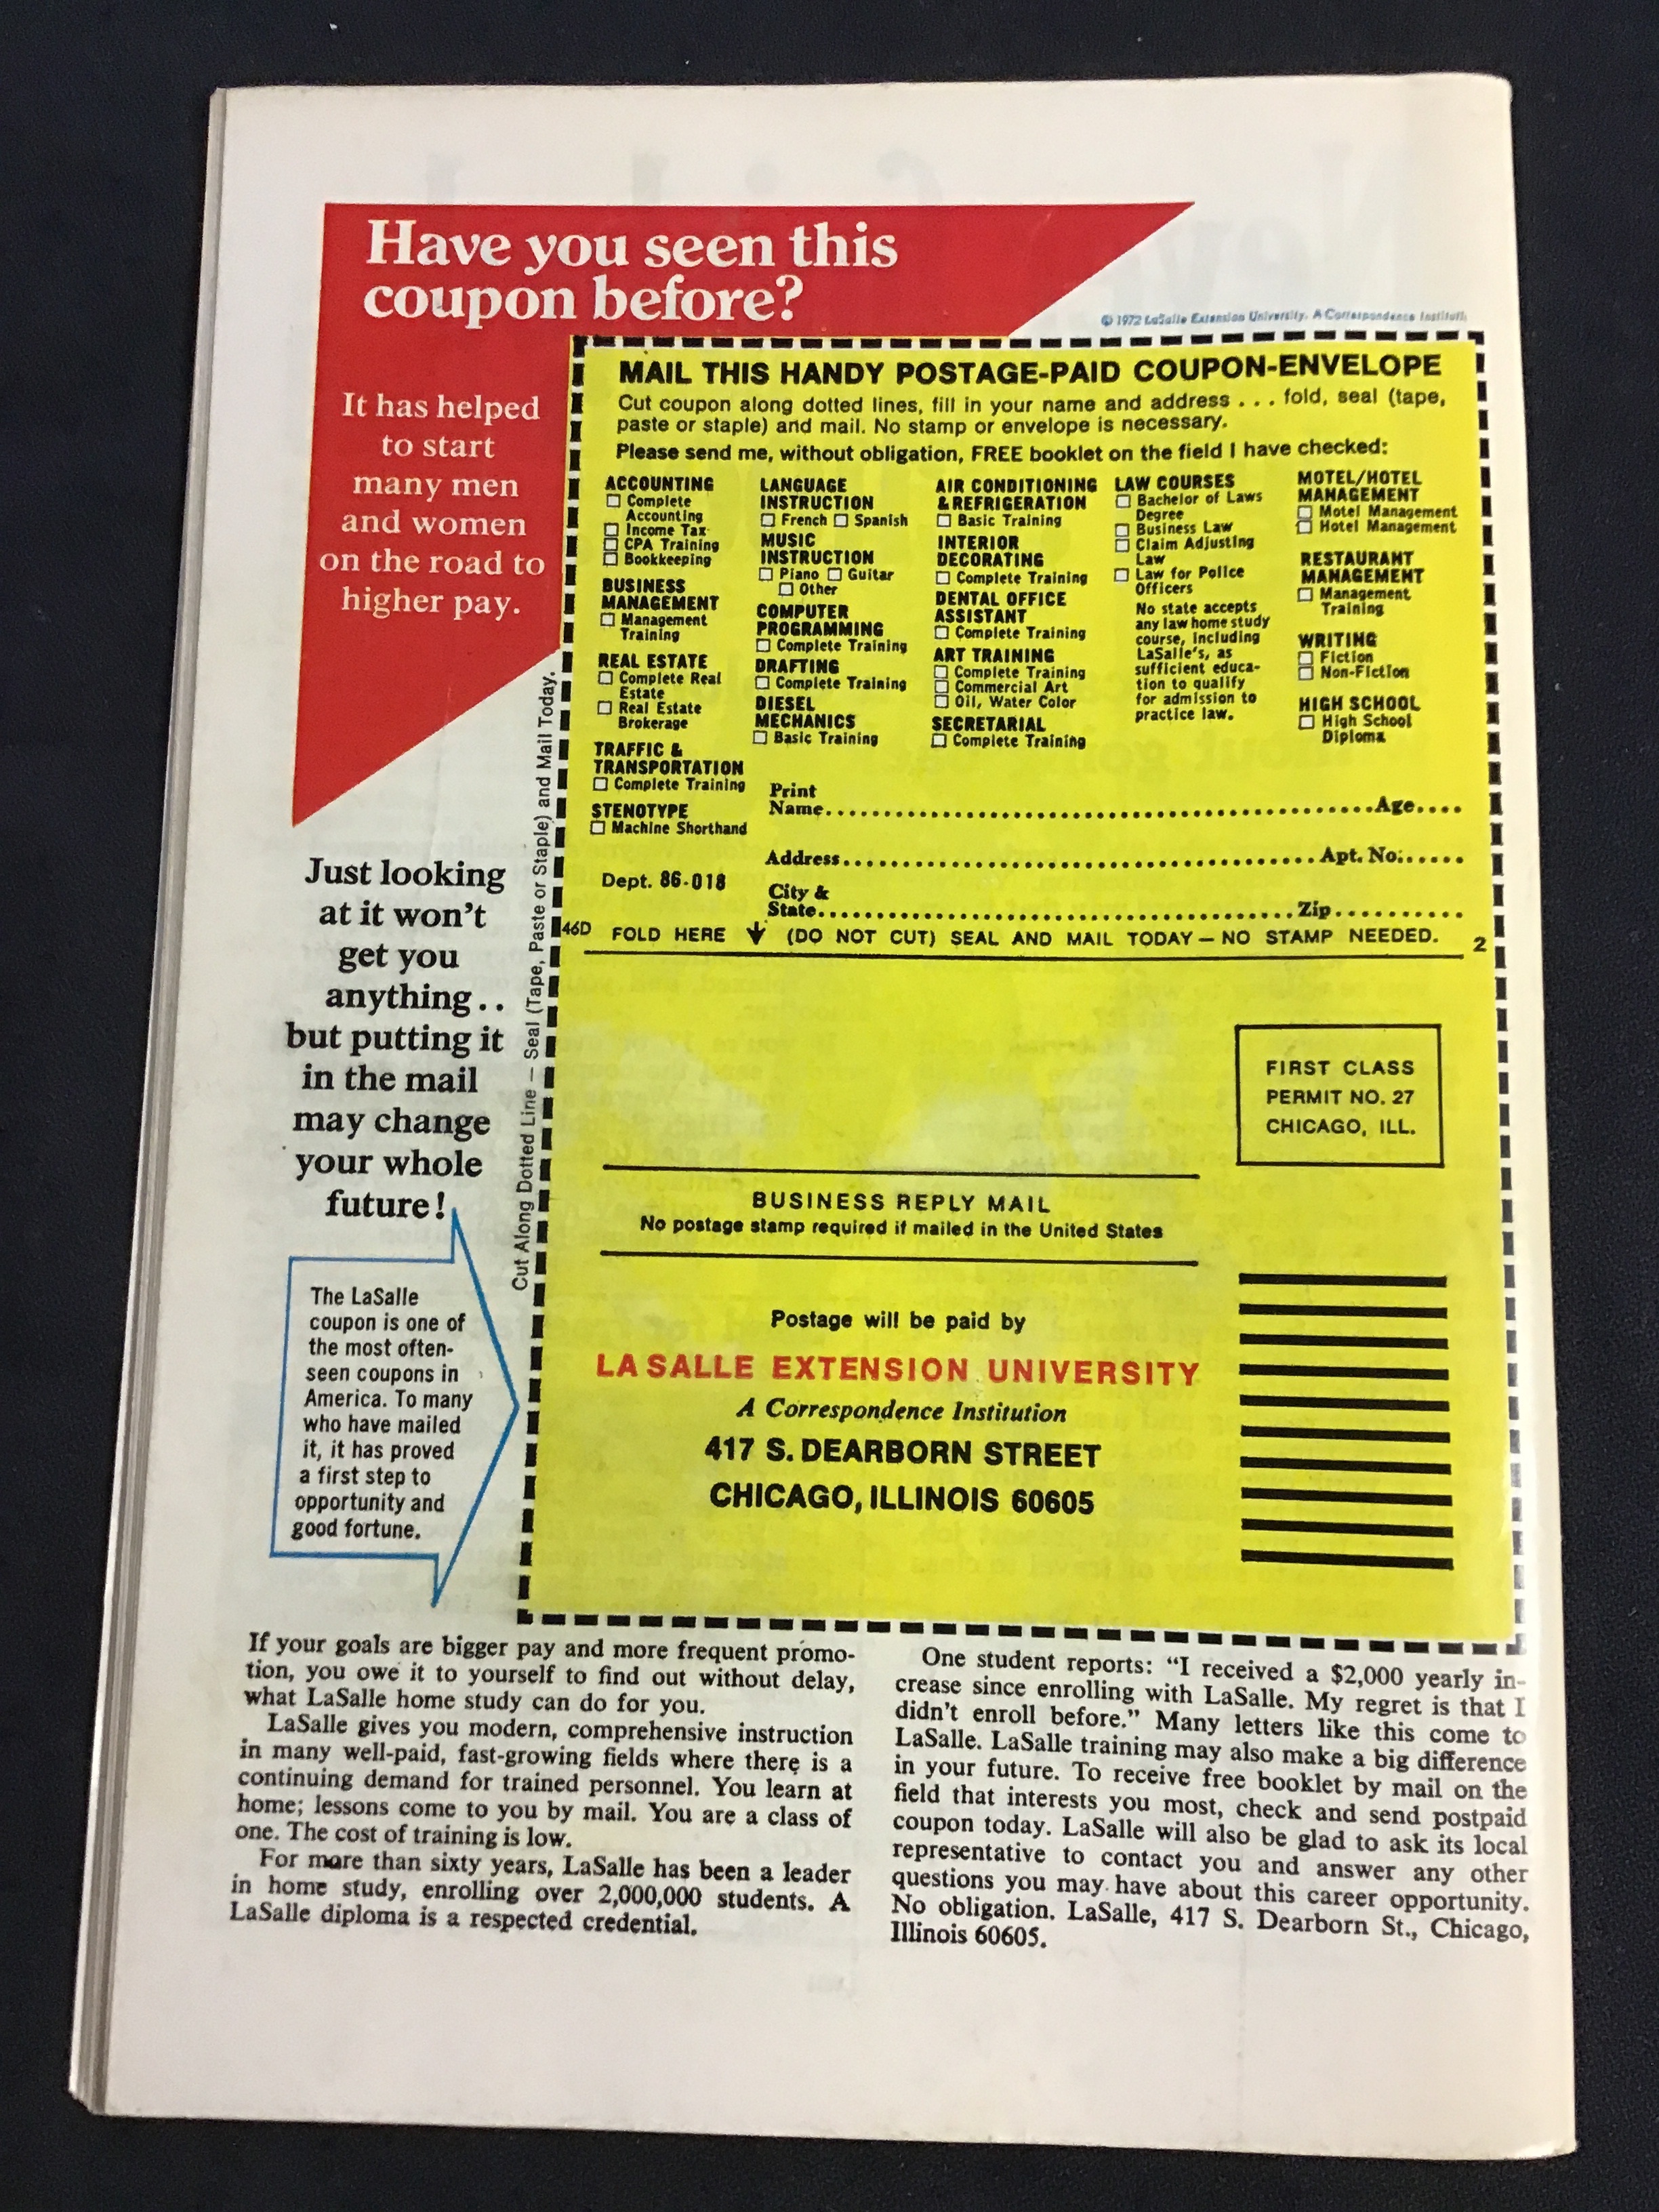 Have you seen this
coupon before?
It has helped
to start
many men
and women
on the road to
higher pay.
© 1972 LaSalle Extension University. A Correspondence
MAIL THIS HANDY POSTAGE-PAID COUPON-ENVELOPE
Cut coupon along dotted lines, fill in your name and address . . . fold, seal (tape,
paste or staple) and mail. No stamp or envelope is necessary.
Please send me, without obligation, FREE booklet on the field I have checked:
ACCOUNTING
Complete
Accounting
Income Tax
CPA Training
Bookkeeping
BUSINESS
MANAGEMENT
Management
Training
REAL ESTATE
Complete Real
Estate
Real Estate
Brokerage
TRAFFIC &
TRANSPORTATION
Complete Training
STENOTYPE
Machine Shorthand
LANGUAGE
INSTRUCTION
French Spanish
MUSIC
INSTRUCTION
Piano Guitar
Other
COMPUTER
PROGRAMMING
Complete Training
DRAFTING
Complete Training
DIESEL
MECHANICS
Basic Training
AIR CONDITIONING
& REFRIGERATION
Basic Training
INTERIOR
DECORATING
Complete Training
DENTAL OFFICE
ASSISTANT
Complete Training
ART TRAINING
Complete Training
Commercial Art
Oil, Water Color
SECRETARIAL
Complete Training
LAW COURSES
Bachelor of Laws
Degree
Business Law
Claim Adjusting
Law
Law for Police
Officers
No state accepts
any law home study
course, including
LaSalle's, as
sufficient educa-
tion to qualify
for admission to
practice law.
MOTEL/HOTEL
MANAGEMENT
Motel Management
Hotel Management
RESTAURANT
MANAGEMENT
Management
Training
WRITING
Fiction
Non-Fiction
HIGH SCHOOL
High School
Diploma
Print
Name Age
Address Apt. No.
Dept. 86-018
City &
State Zip
46D FOLD HERE (DO NOT CUT) SEAL AND MAIL TODAY — NO STAMP NEEDED. 2
Cut Along Dotted Line — Seal (Tape, Paste or Staple) and Mail Today.
Just looking
at it won't
get you
anything..
but putting it
in the mail
may change
your whole
future!
FIRST CLASS
PERMIT NO. 27
CHICAGO, ILL.
BUSINESS REPLY MAIL
No postage stamp required if mailed in the United States
Postage will be paid by
LA SALLE EXTENSION UNIVERSITY
A Correspondence Institution
417 S. DEARBORN STREET
CHICAGO, ILLINOIS 60605
The LaSalle
coupon is one of
the most often-
seen coupons in
America. To many
who have mailed
it, it has proved
a first step to
opportunity and
good fortune.
If your goals are bigger pay and more frequent promo-
tion, you owe it to yourself to find out without delay,
what LaSalle home study can do for you.
LaSalle gives you modern, comprehensive instruction
in many well-paid, fast-growing fields where there is a
continuing demand for trained personnel. You learn at
home; lessons come to you by mail. You are a class of
one. The cost of training is low.
For more than sixty years, LaSalle has been a leader
in home study, enrolling over 2,000,000 students. A
LaSalle diploma is a respected credential.
One student reports: "I received a $2,000 yearly in-
crease since enrolling with LaSalle. My regret is that I
didn't enroll before." Many letters like this come to
LaSalle. LaSalle training may also make a big difference
in your future. To receive free booklet by mail on the
field that interests you most, check and send postpaid
coupon today. LaSalle will also be glad to ask its local
representative to contact you and answer any other
questions you may have about this career opportunity.
No obligation. LaSalle, 417 S. Dearborn St., Chicago,
Illinois 60605.